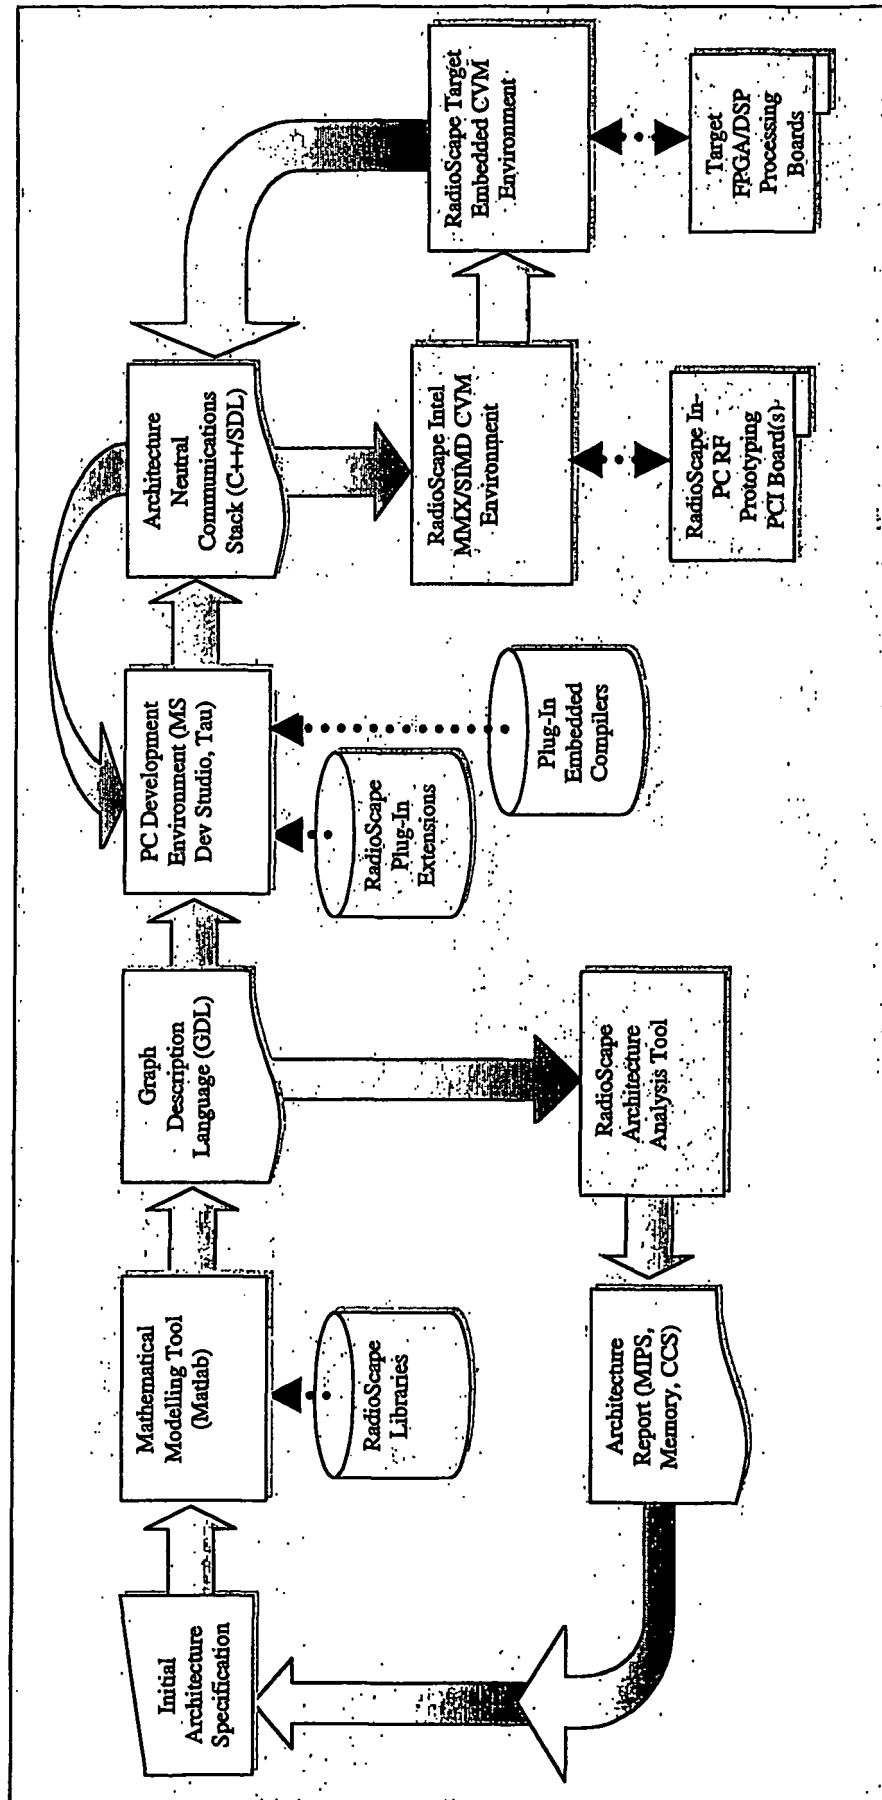 Initial
Architecture
Specification
Mathematical
Modelling Tool
(Matlab)
RadioScape
Libraries
Graph
Description
Language (GDL)
PC Development
Environment (MS
Dev Studio, Tau)
RadioScape
Plug-In
Extensions
Plug-In
Embedded
Compilers
Architecture
Neutral
Communications
Stack (C++/SDL)
RadioScape Intel
MMX/SIMD CVM
Environment
RadioScape Target
Embedded CVM
Environment
RadioScape In-
PC RF
Prototyping
PCI Board(s)
Target
FPGA/DSP
Processing
Boards
RadioScape
Architecture
Analysis Tool
Architecture
Report (MIPS,
Memory, CCS)